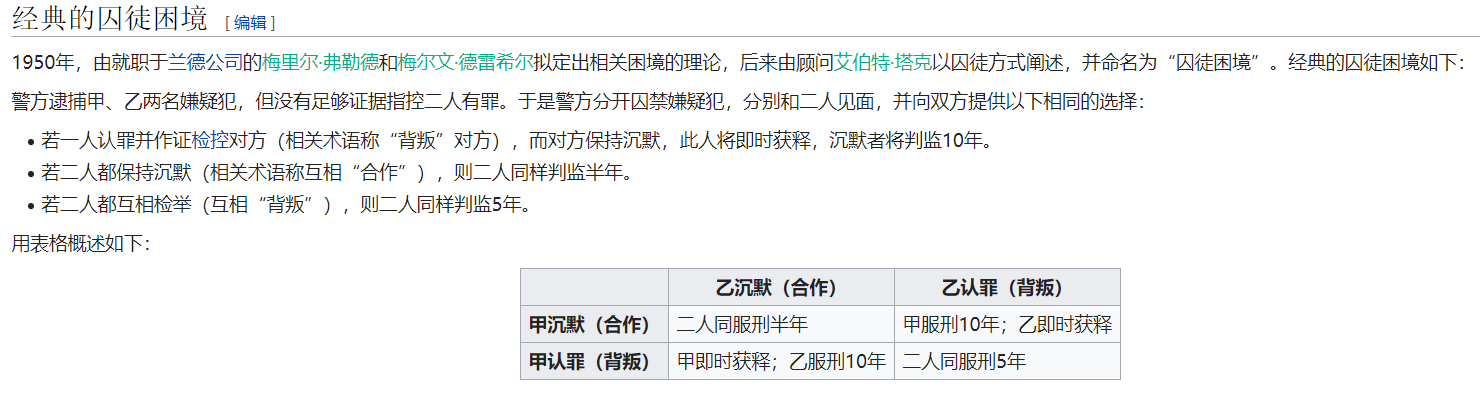 经典的囚徒困境 [编辑]
1950年，由就职于兰德公司的梅里尔·弗勒德和梅尔文·德雷希尔拟定出相关困境的理论，后来由顾问艾伯特·塔克以囚徒方式阐述，并命名为“囚徒困境”。经典的囚徒困境如下：
警方逮捕甲、乙两名嫌疑犯，但没有足够证据指控二人有罪。于是警方分开囚禁嫌疑犯，分别和二人见面，并向双方提供以下相同的选择：
• 若一人认罪并作证检控对方（相关术语称“背叛”对方），而对方保持沉默，此人将即时获释，沉默者将判监10年。
• 若二人都保持沉默（相关术语称互相“合作”），则二人同样判监半年。
• 若二人都互相检举（互相“背叛”），则二人同样判监5年。
用表格概述如下：
乙沉默（合作） 乙认罪（背叛）
甲沉默（合作） 二人同服刑半年 甲服刑10年；乙即时获释
甲认罪（背叛） 甲即时获释；乙服刑10年 二人同服刑5年